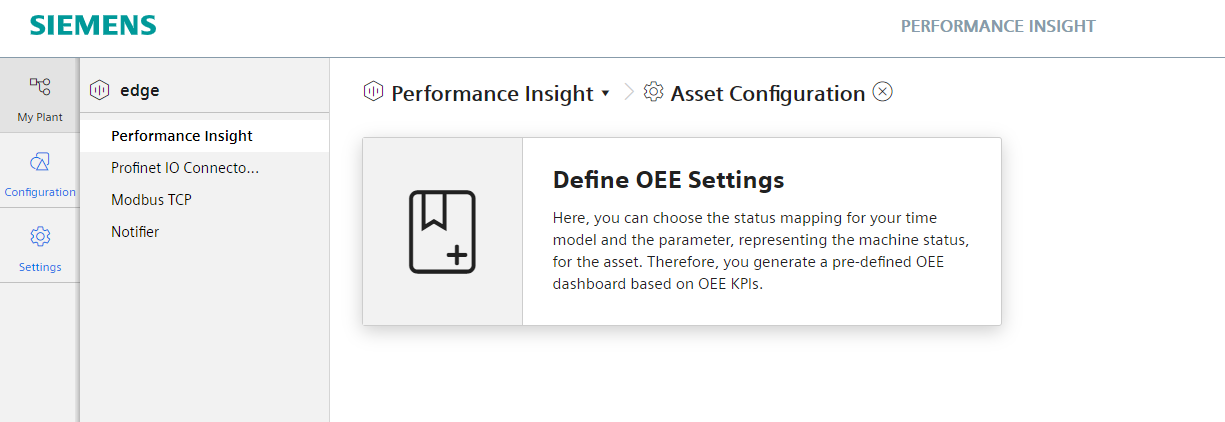 SIEMENS
PERFORMANCE INSIGHT
My Plant
Configuration
Settings
edge
Performance Insight
Profinet IO Connecto...
Modbus TCP
Notifier
Performance Insight
Asset Configuration
Define OEE Settings
Here, you can choose the status mapping for your time
model and the parameter, representing the machine status,
for the asset. Therefore, you generate a pre-defined OEE
dashboard based on OEE KPIs.